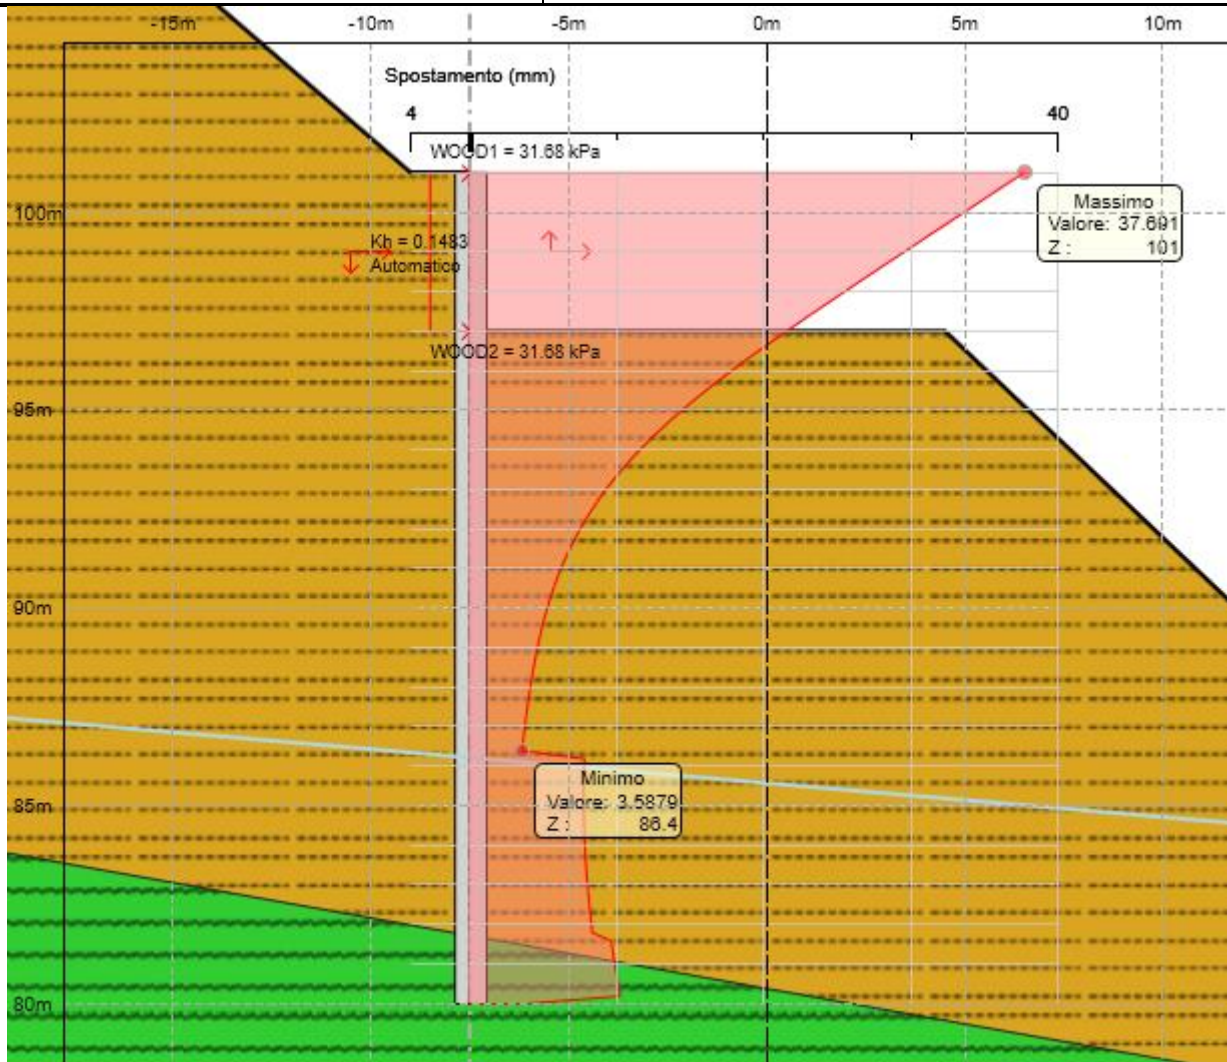 -15m -10m -5m 0m 5m 10m
Spostamento (mm)
4 40
WOOD1 = 31.68 kPa
Massimo
Valore: 37.691
Z : 101
100m
Kh = 0.1483
Automatico
WOOD2 = 31.68 kPa
95m
90m
Minimo
Valore: 3.5879
Z : 86.4
85m
80m